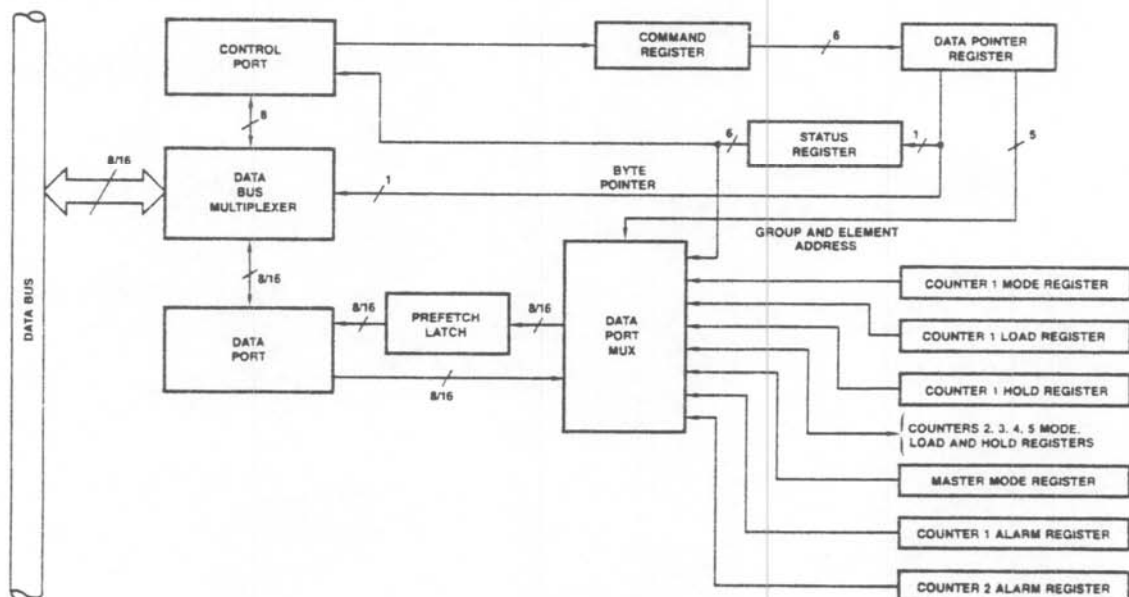 CONTROL
PORT
COMMAND
REGISTER
6
DATA POINTER
REGISTER
8
6
STATUS
REGISTER
1
5
8/16
DATA
BUS
MULTIPLEXER
1
BYTE
POINTER
GROUP AND ELEMENT
ADDRESS
8/16
DATA BUS
DATA
PORT
8/16
PREFETCH
LATCH
8/16
8/16
DATA
PORT
MUX
COUNTER 1 MODE REGISTER
COUNTER 1 LOAD REGISTER
COUNTER 1 HOLD REGISTER
COUNTERS 2, 3, 4, 5 MODE,
LOAD AND HOLD REGISTERS
MASTER MODE REGISTER
COUNTER 1 ALARM REGISTER
COUNTER 2 ALARM REGISTER